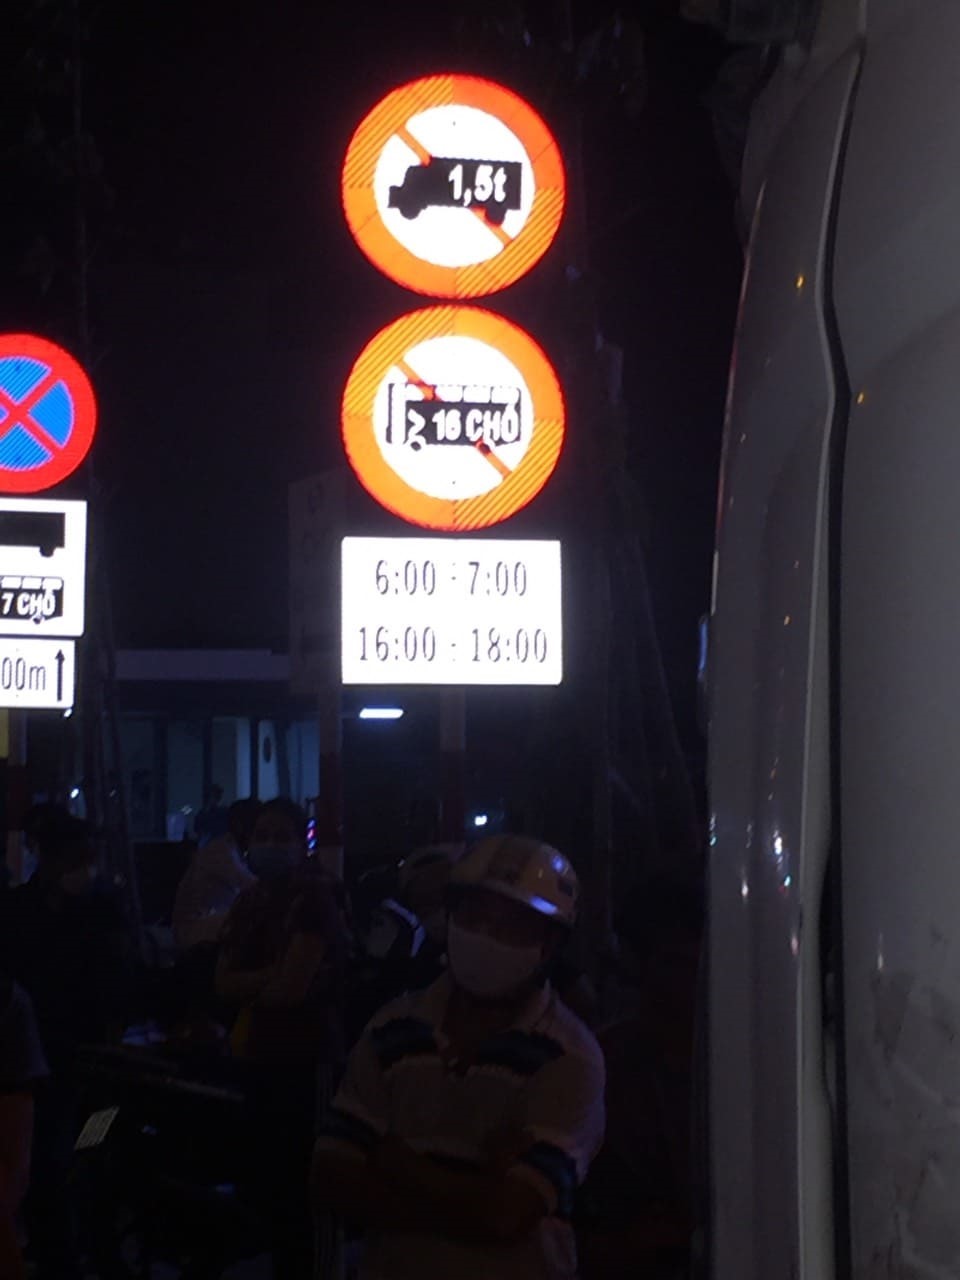 1,5t
≥ 16 CHỖ
6:00 - 7:00
16:00 - 18:00
7 CHỖ
00m